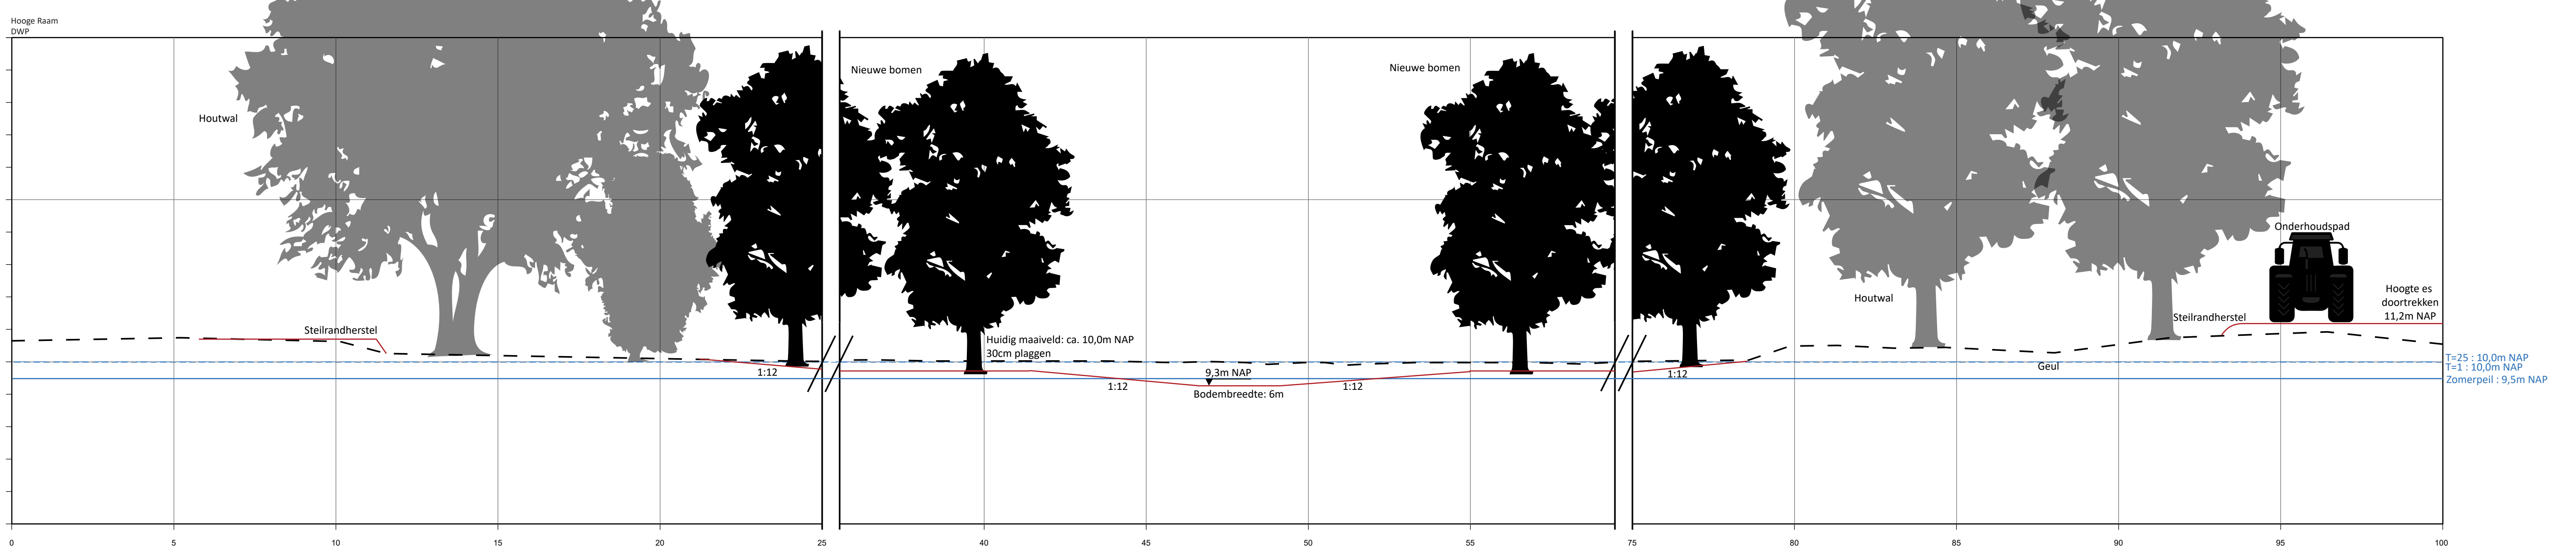 Hooge Raam
DWP
Houtwal
Nieuwe bomen
Nieuwe bomen
Onderhoudspad
Houtwal
Hoogte es
doortrekken
11,2m NAP
Steilrandherstel
Steilrandherstel
Huidig maaiveld: ca. 10,0m NAP
30cm plaggen
T=25 : 10,0m NAP
T=1 : 10,0m NAP
Zomerpeil : 9,5m NAP
Geul
1:12
9,3m NAP
1:12
1:12
1:12
Bodembreedte: 6m
0 5 10 15 20 25 40 45 50 55 75 80 85 90 95 100